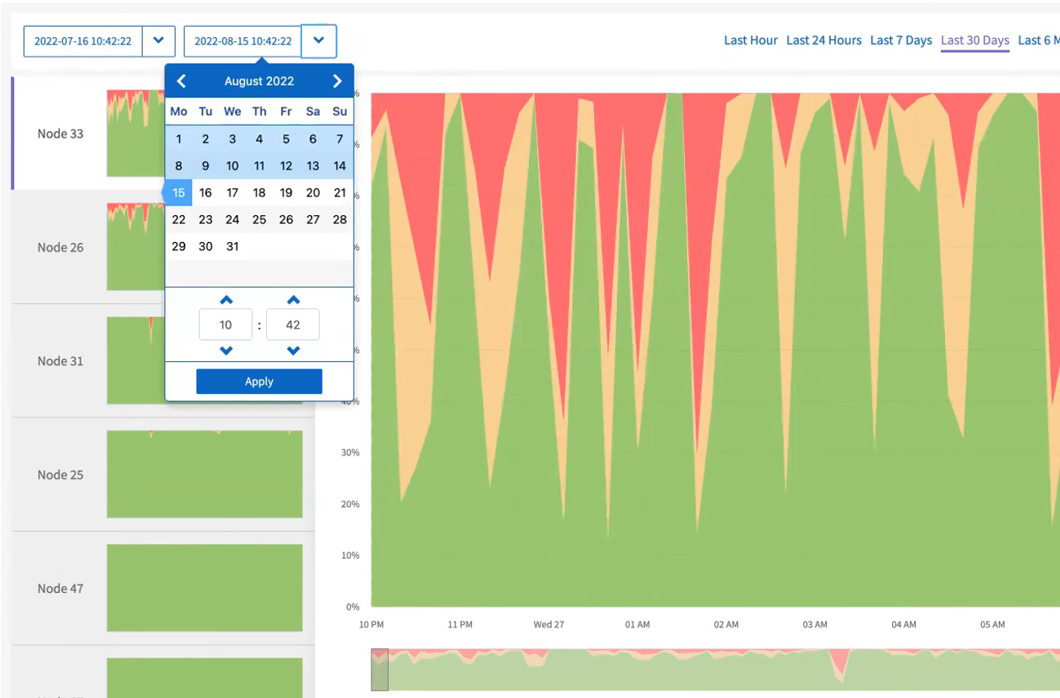 2022-07-16 10:42:22
2022-08-15 10:42:22
Last Hour Last 24 Hours Last 7 Days Last 30 Days Last 6 M
August 2022
Mo Tu We Th Fr Sa Su
1 2 3 4 5 6 7
8 9 10 11 12 13 14
15 16 17 18 19 20 21
22 23 24 25 26 27 28
29 30 31
10 : 42
Apply
Node 33
Node 26
Node 31
Node 25
Node 47
%
%
%
%
%
%
40%
30%
20%
10%
0%
10 PM 11 PM Wed 27 01 AM 02 AM 03 AM 04 AM 05 AM